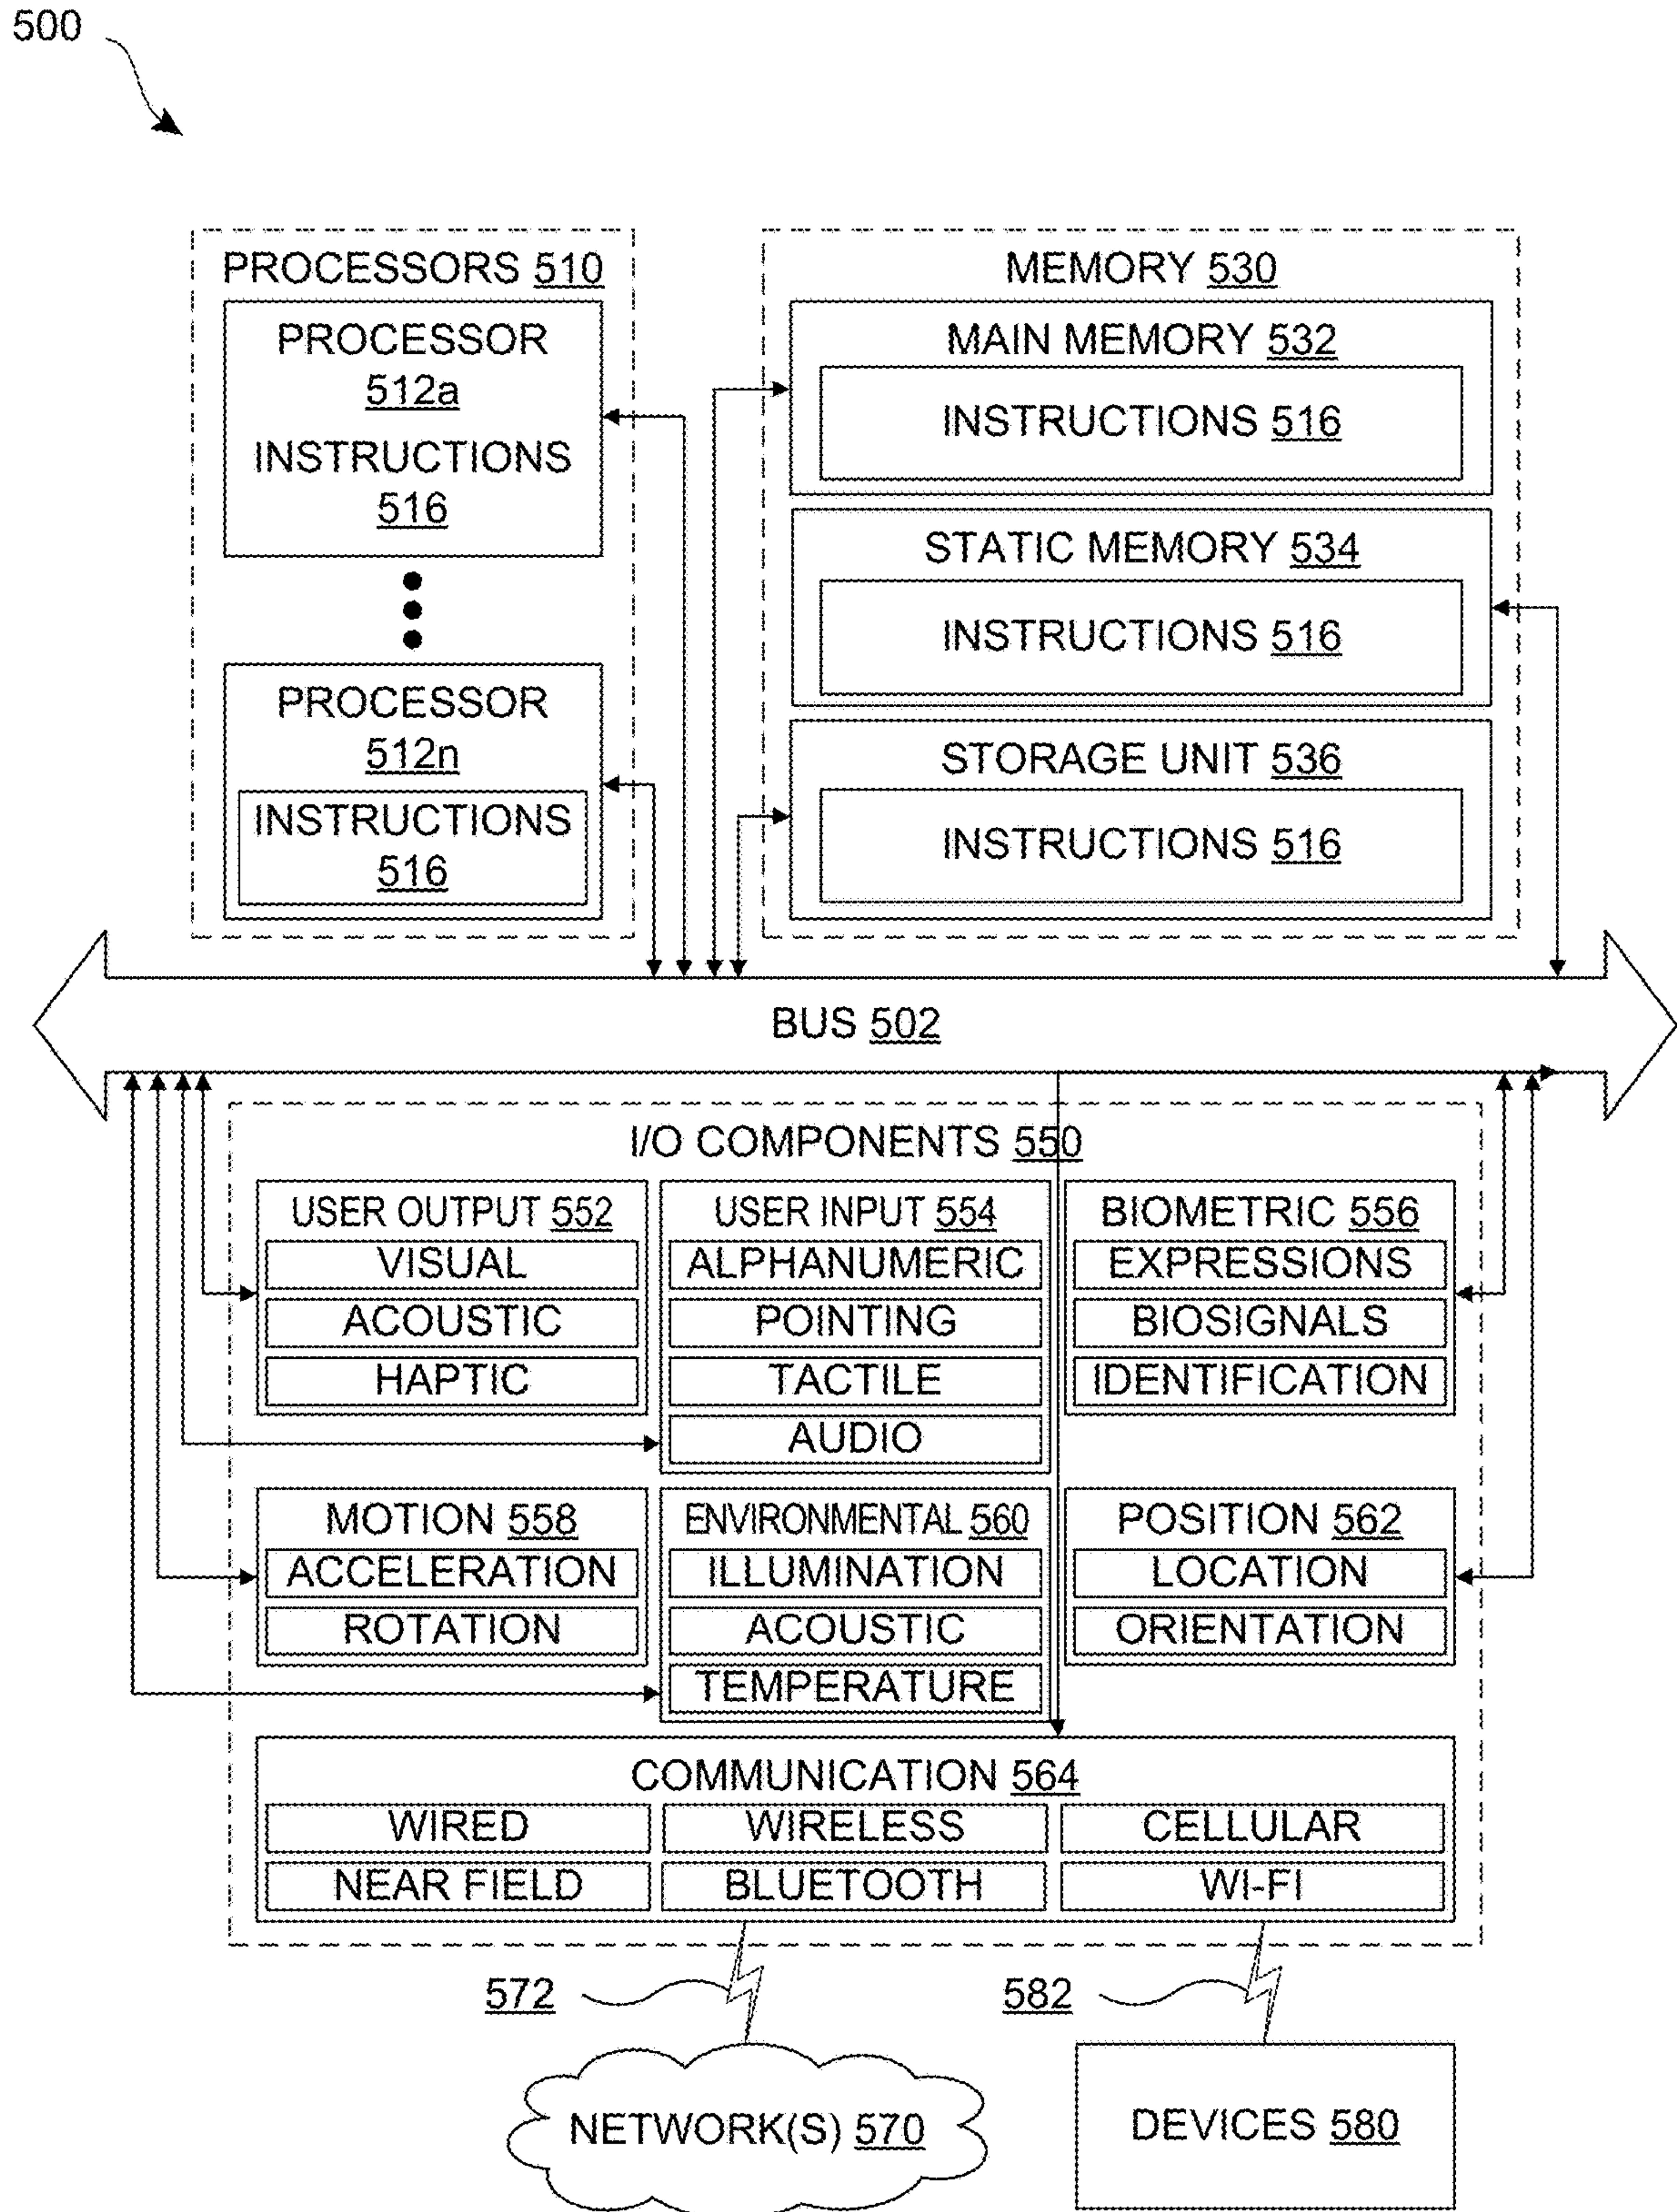 500
PROCESSORS 510
PROCESSOR
512a
INSTRUCTIONS
516
PROCESSOR
512n
INSTRUCTIONS
516
MEMORY 530
MAIN MEMORY 532
INSTRUCTIONS 516
STATIC MEMORY 534
INSTRUCTIONS 516
STORAGE UNIT 536
INSTRUCTIONS 516
BUS 502
I/O COMPONENTS 550
USER OUTPUT 552
VISUAL
ACOUSTIC
HAPTIC
USER INPUT 554
ALPHANUMERIC
POINTING
TACTILE
AUDIO
BIOMETRIC 556
EXPRESSIONS
BIOSIGNALS
IDENTIFICATION
MOTION 558
ACCELERATION
ROTATION
ENVIRONMENTAL 560
ILLUMINATION
ACOUSTIC
TEMPERATURE
POSITION 562
LOCATION
ORIENTATION
COMMUNICATION 564
WIRED
WIRELESS
CELLULAR
NEAR FIELD
BLUETOOTH
WI-FI
572
582
NETWORK(S) 570
DEVICES 580